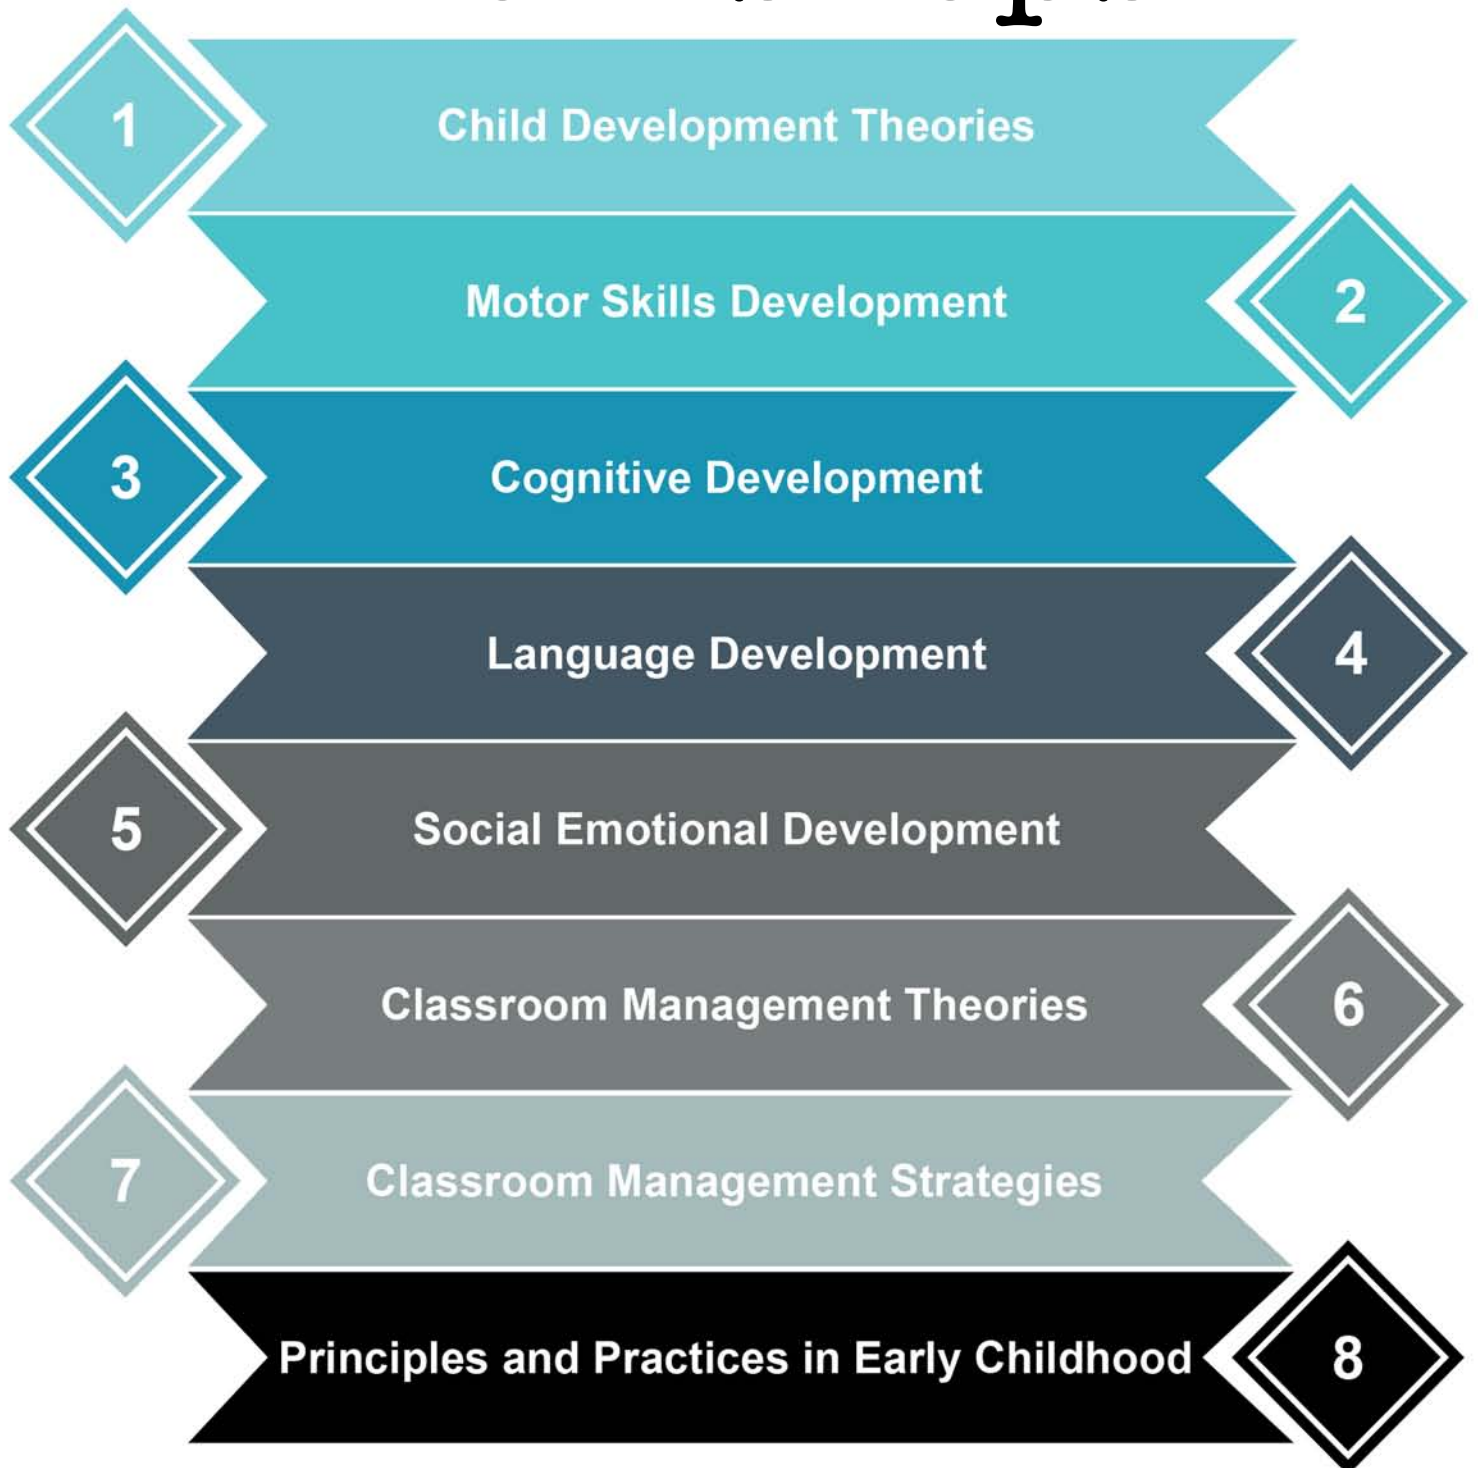 1
Child Development Theories
Motor Skills Development
2
3
Cognitive Development
Language Development
4
5
Social Emotional Development
Classroom Management Theories
6
7
Classroom Management Strategies
Principles and Practices in Early Childhood
8